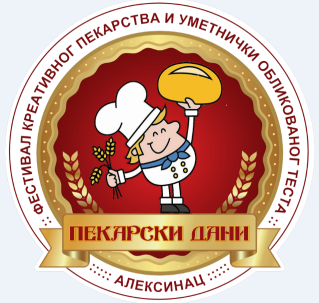 ФЕСТИВАЛ КРЕАТИВНОГ ПЕКАРСТВА И УМЕТНИЧКИ ОБЛИКОВАНОГ ТЕСТА
ПЕКАРСКИ ДАНИ
АЛЕКСИНАЦ